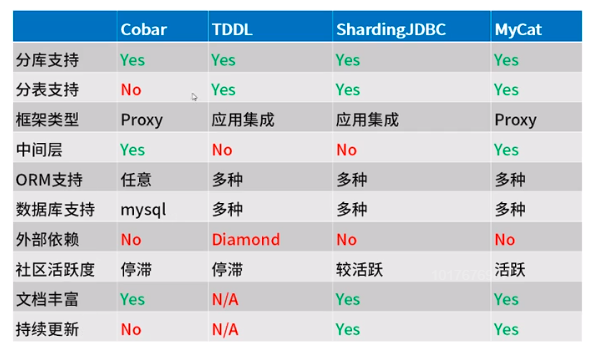 Cobar TDDL ShardingJDBC MyCat
分库支持 Yes Yes Yes Yes
分表支持 No Yes Yes Yes
框架类型 Proxy 应用集成 应用集成 Proxy
中间层 Yes No No Yes
ORM支持 任意 多种 多种 多种
数据库支持 mysql 多种 多种 多种
外部依赖 No Diamond No No
社区活跃度 停滞 停滞 较活跃 活跃
文档丰富 Yes N/A Yes Yes
持续更新 No N/A Yes Yes